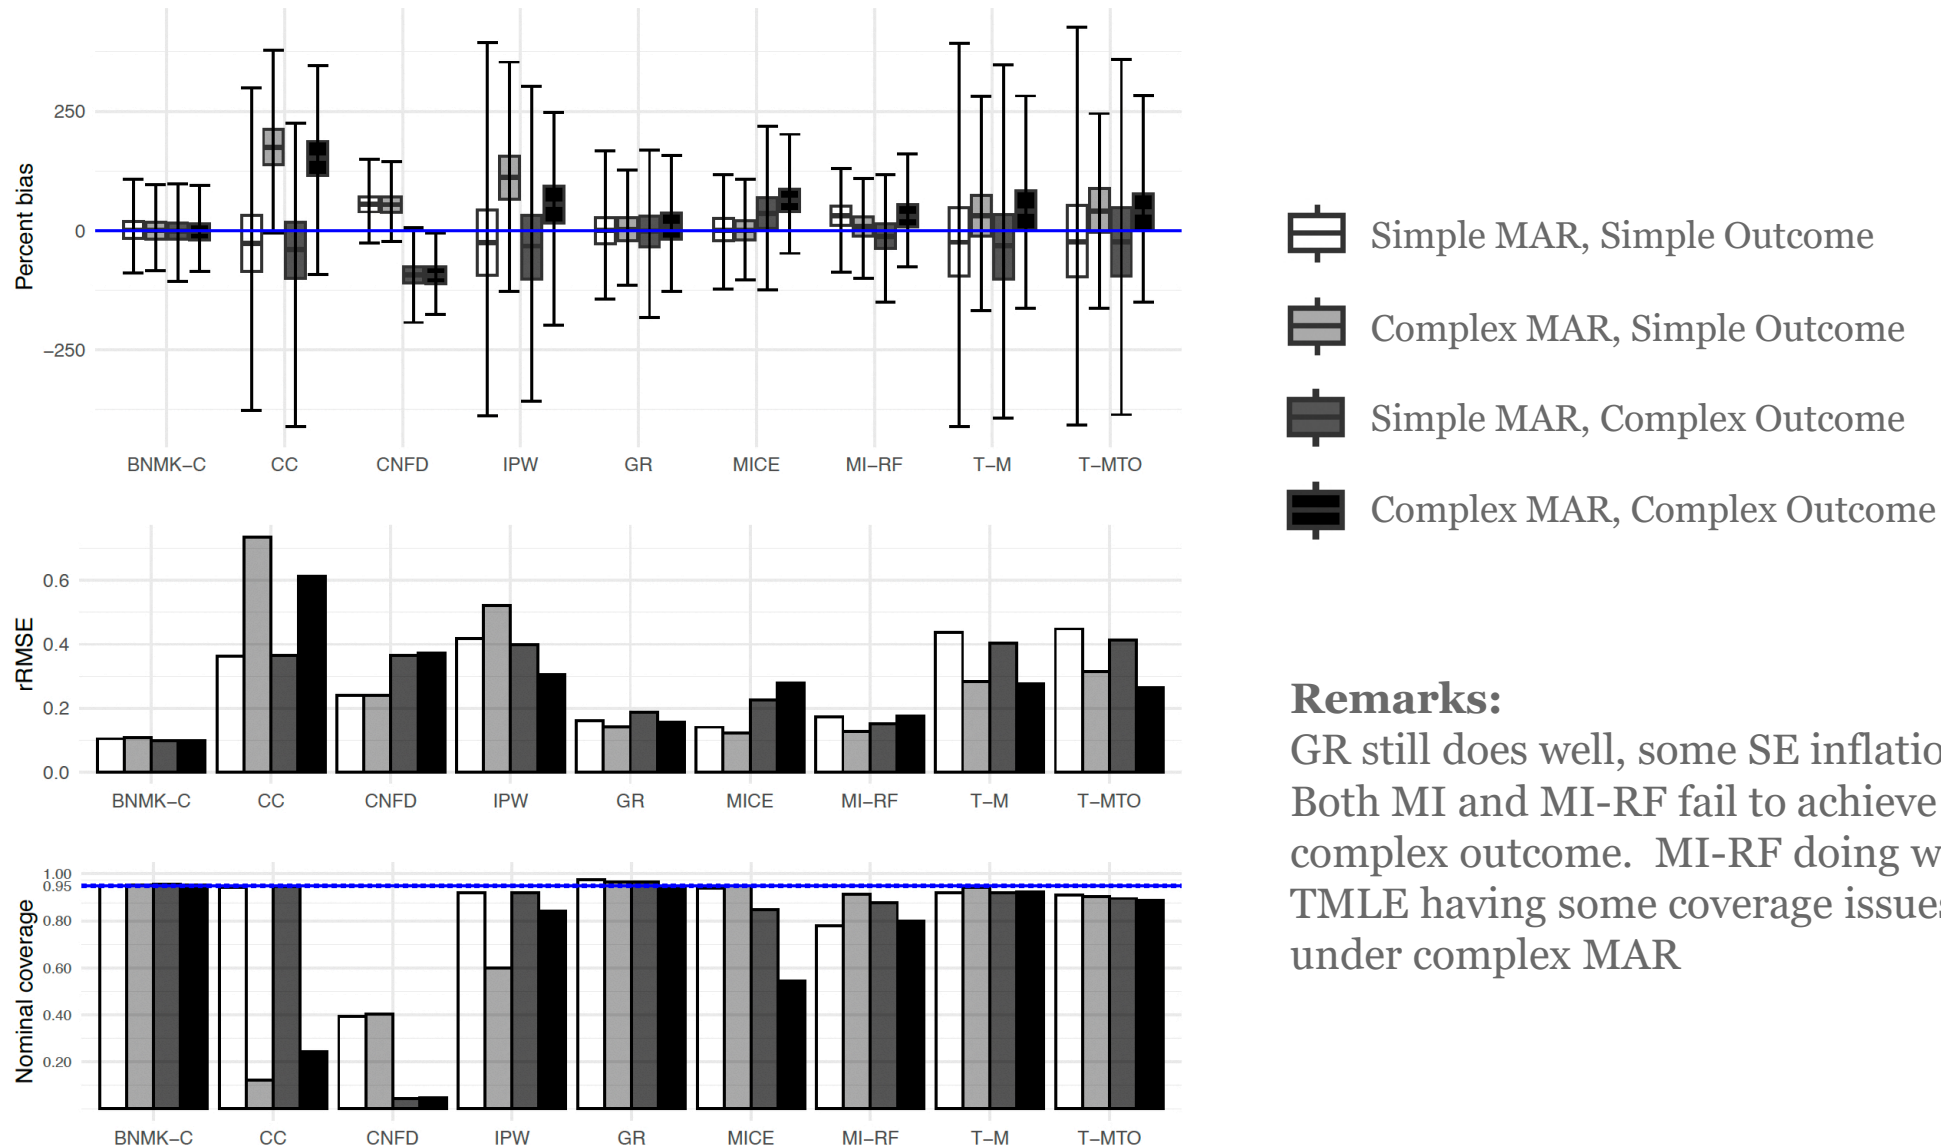 250
0
−250
Percent bias
BNMK−C CC CNFD IPW GR MICE MI−RF T−M T−MTO
Simple MAR, Simple Outcome
Complex MAR, Simple Outcome
Simple MAR, Complex Outcome
Complex MAR, Complex Outcome
0.6
0.4
0.2
0.0
rRMSE
BNMK−C CC CNFD IPW GR MICE MI−RF T−M T−MTO
1.00
0.95
0.80
0.60
0.40
0.20
Nominal coverage
BNMK−C CC CNFD IPW GR MICE MI−RF T−M T−MTO
Remarks:
GR still does well, some SE
Both MI and MI-RF fail to achieve
complex outcome. MI-RF doing
TMLE having some coverage issues
under complex MAR